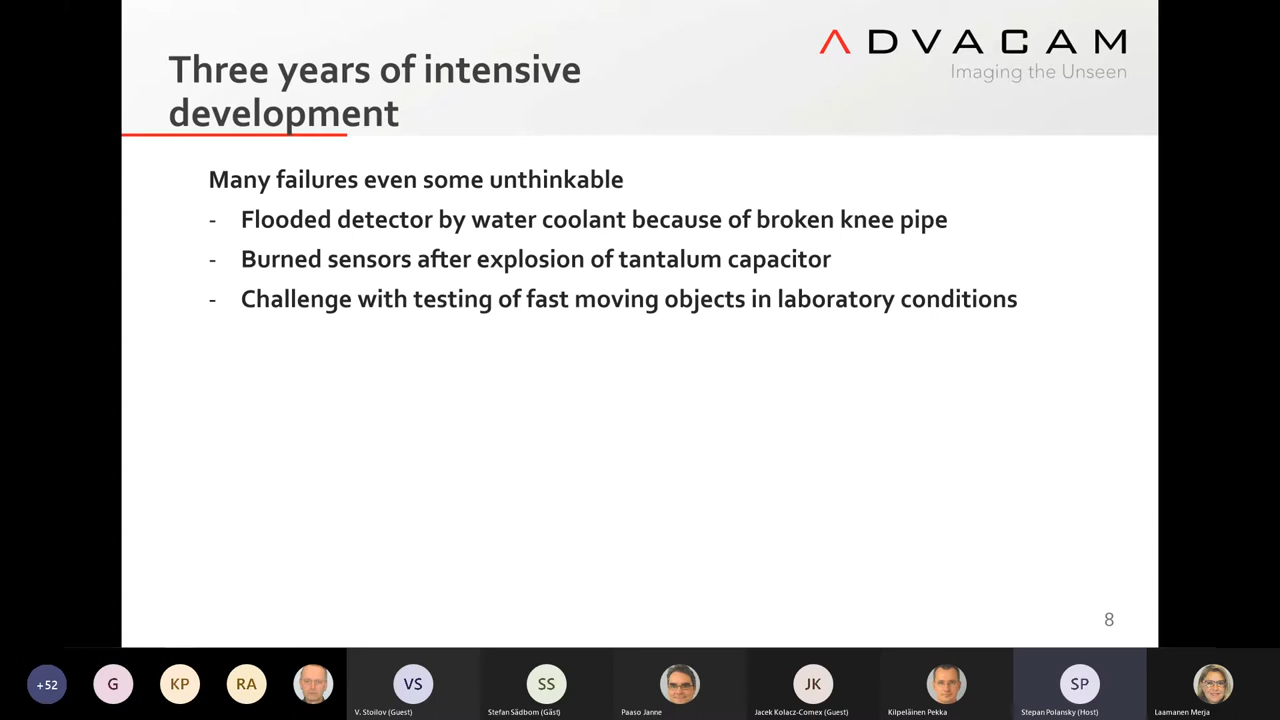 Three years of intensive
development
ADVACAM
Imaging the Unseen
Many failures even some unthinkable
- Flooded detector by water coolant because of broken knee pipe
- Burned sensors after explosion of tantalum capacitor
- Challenge with testing of fast moving objects in laboratory conditions
8
+52
G
KP
RA
VS
SS
JK
SP
V. Stoilov (Guest)
Stefan Sädbom (Gäst)
Paaso Janne
Jacek Kolacz-Comex (Guest)
Kilpeläinen Pekka
Stepan Polansky (Host)
Laamanen Merja